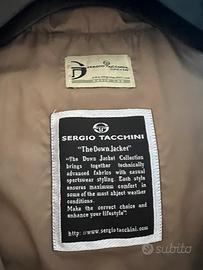 SERGIO TACCHINI
SERGIO TACCHINI
"The Down Jacket"
"The Down Jacket Collection
brings together technically
advanced fabrics with casual
sportswear styling. Each style
ensures maximum comfort in
some of the most abject weather
conditions.
Make the correct choice and
enhance your lifestyle".
http://www.sergio tacchini.com/
subito